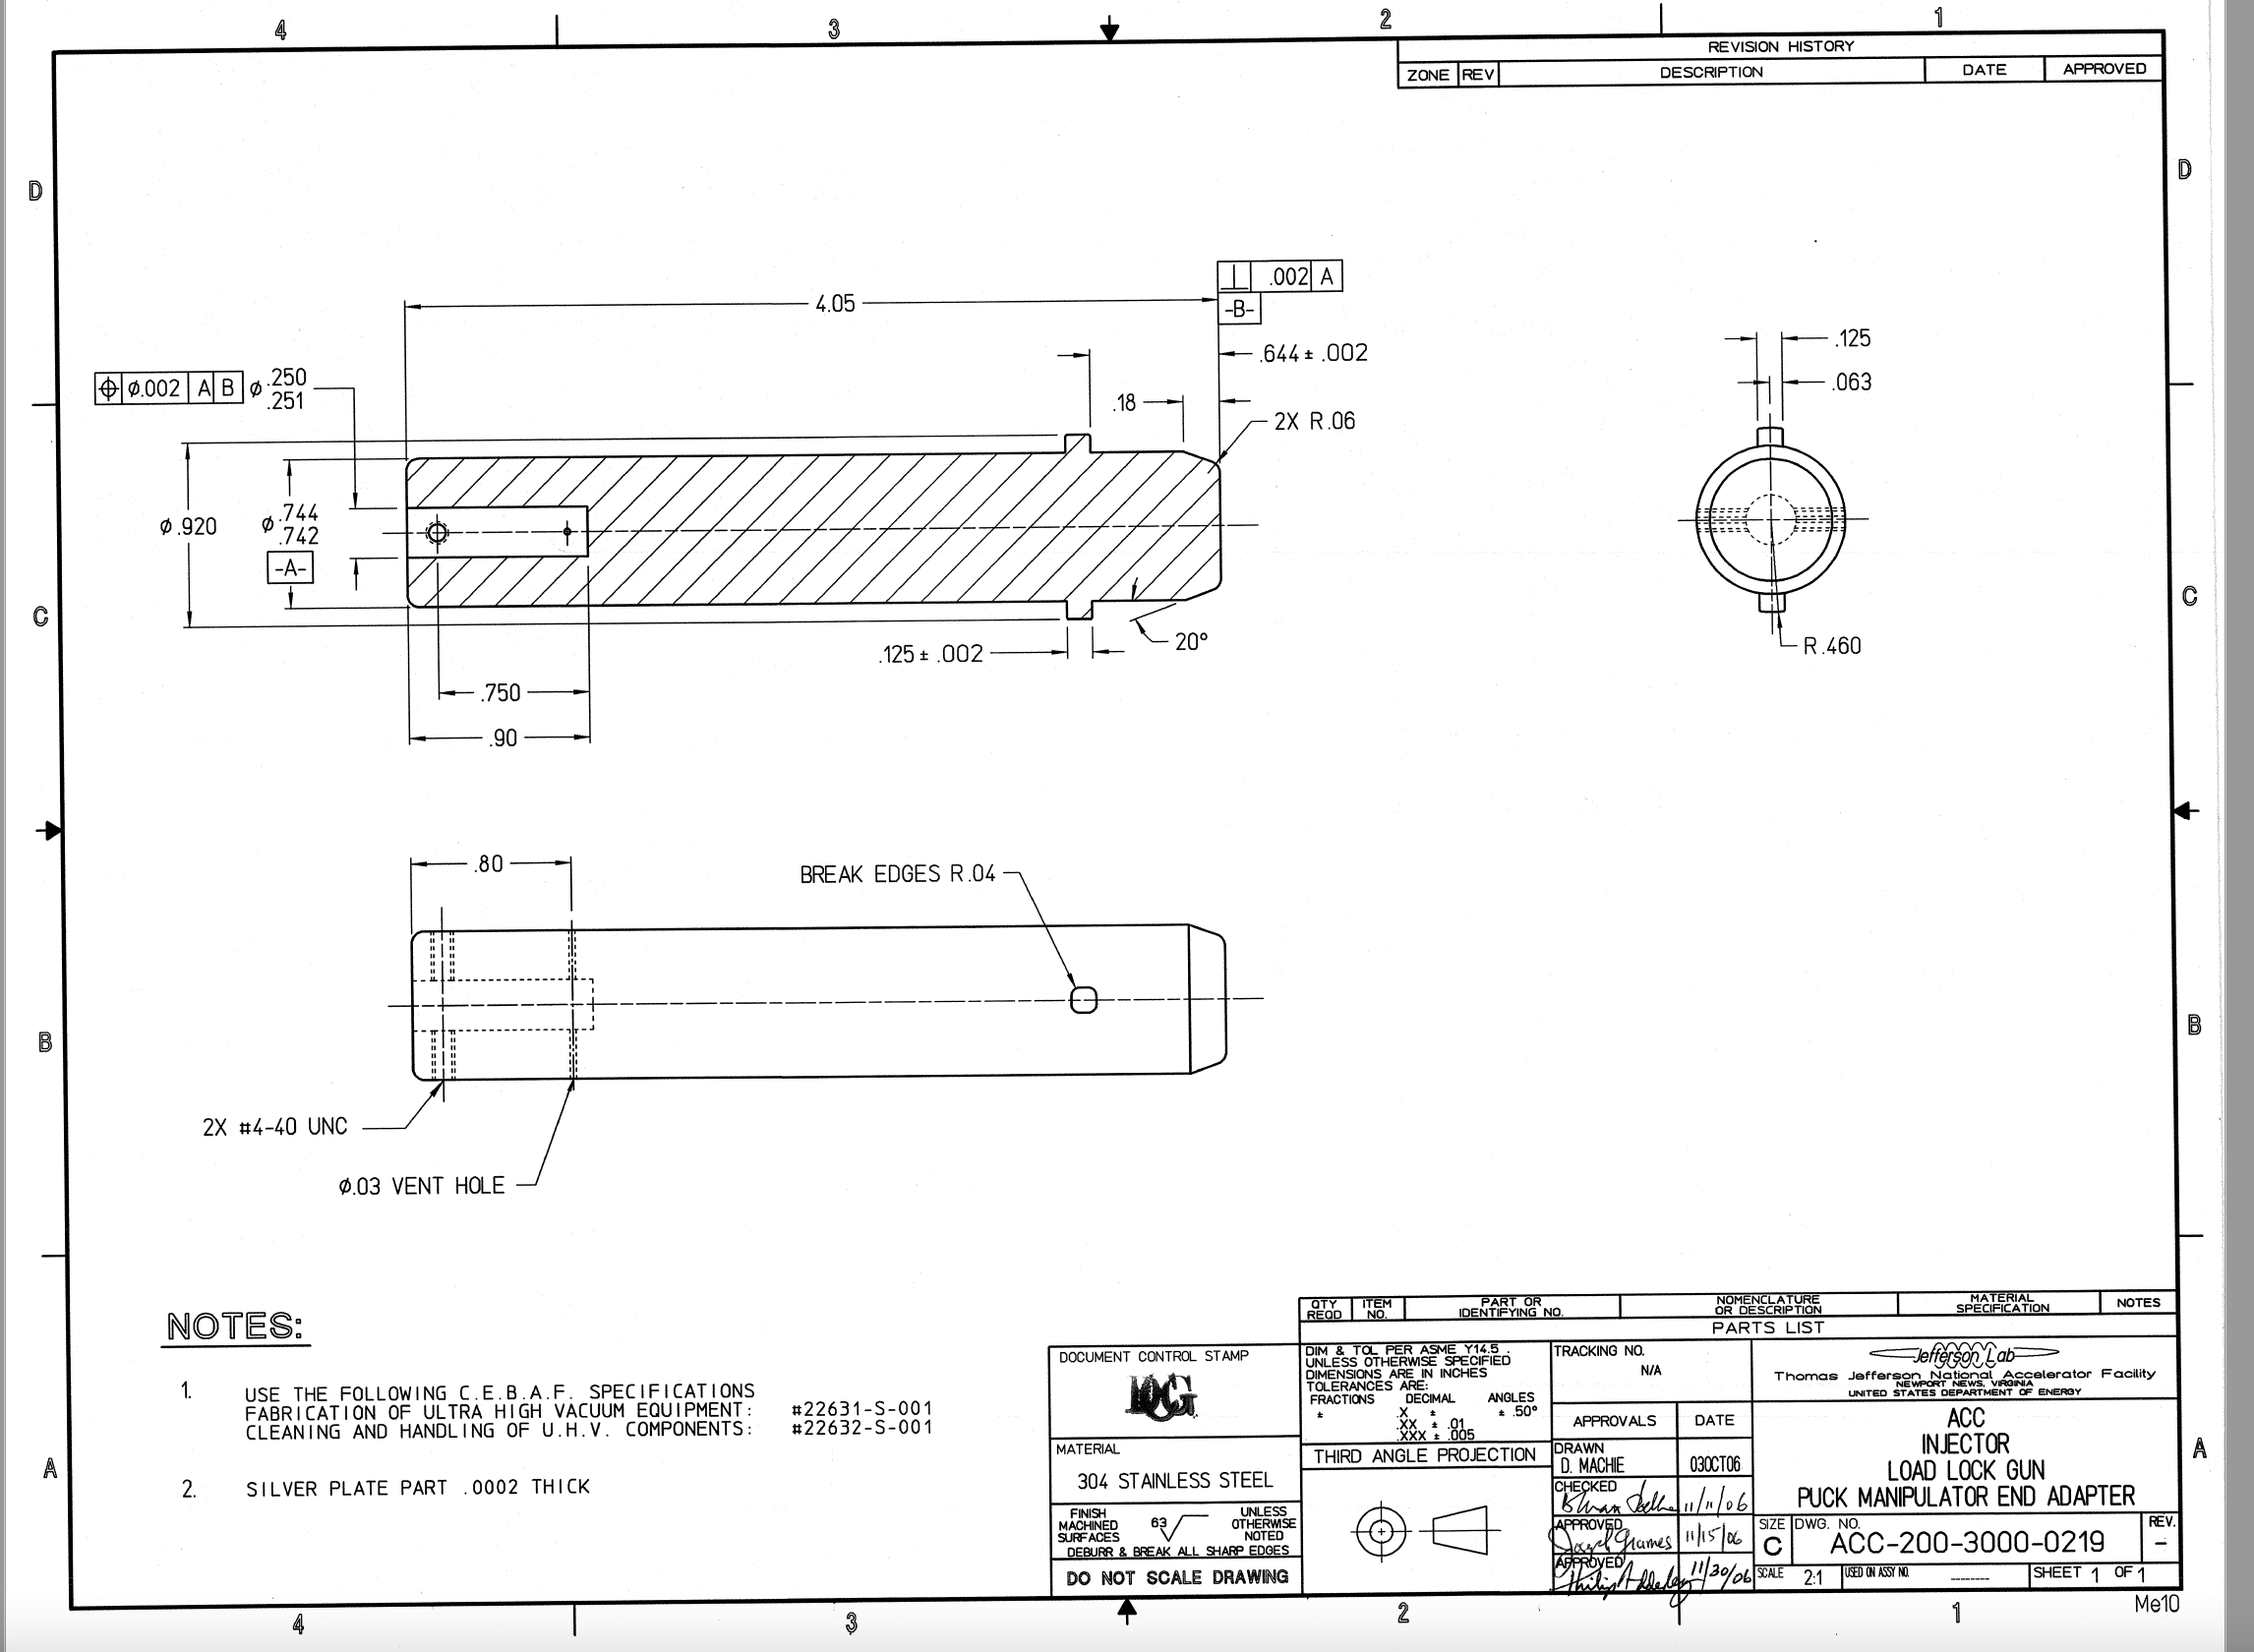 4
3
2
1
REVISION HISTORY
ZONE REV DESCRIPTION DATE APPROVED
D
D
⊥ .002 A
-B-
4.05
.644 ± .002
.18
2X R.06
⌖ Ø.002 A B Ø .250
.251
Ø.920
Ø .744
.742
-A-
.125 ± .002
20°
.750
.90
.125
.063
R.460
C
C
.80
BREAK EDGES R.04
2X #4-40 UNC
Ø.03 VENT HOLE
B
B
NOTES:
1. USE THE FOLLOWING C.E.B.A.F. SPECIFICATIONS
FABRICATION OF ULTRA HIGH VACUUM EQUIPMENT: #22631-S-001
CLEANING AND HANDLING OF U.H.V. COMPONENTS: #22632-S-001
2. SILVER PLATE PART .0002 THICK
A
A
QTY REQD
ITEM NO.
PART OR IDENTIFYING NO.
NOMENCLATURE OR DESCRIPTION
MATERIAL SPECIFICATION
NOTES
PARTS LIST
DOCUMENT CONTROL STAMP
MATERIAL
304 STAINLESS STEEL
FINISH
MACHINED
SURFACES
63
UNLESS
OTHERWISE
NOTED
DEBURR & BREAK ALL SHARP EDGES
DO NOT SCALE DRAWING
DIM & TOL PER ASME Y14.5 .
UNLESS OTHERWISE SPECIFIED
DIMENSIONS ARE IN INCHES
TOLERANCES ARE:
FRACTIONS DECIMAL ANGLES
± .X ± ± .50°
.XX ± .01
.XXX ± .005
THIRD ANGLE PROJECTION
TRACKING NO.
N/A
APPROVALS DATE
DRAWN
D. MACHIE 03OCT06
CHECKED
11/11/06
APPROVED
11/15/06
APPROVED
11/30/06
Jefferson Lab
Thomas Jefferson National Accelerator Facility
NEWPORT NEWS, VIRGINIA
UNITED STATES DEPARTMENT OF ENERGY
ACC
INJECTOR
LOAD LOCK GUN
PUCK MANIPULATOR END ADAPTER
SIZE
C
DWG. NO.
ACC-200-3000-0219
REV.
-
SCALE 2:1
USED ON ASSY NO. --------
SHEET 1 OF 1
4
3
2
1
Me10